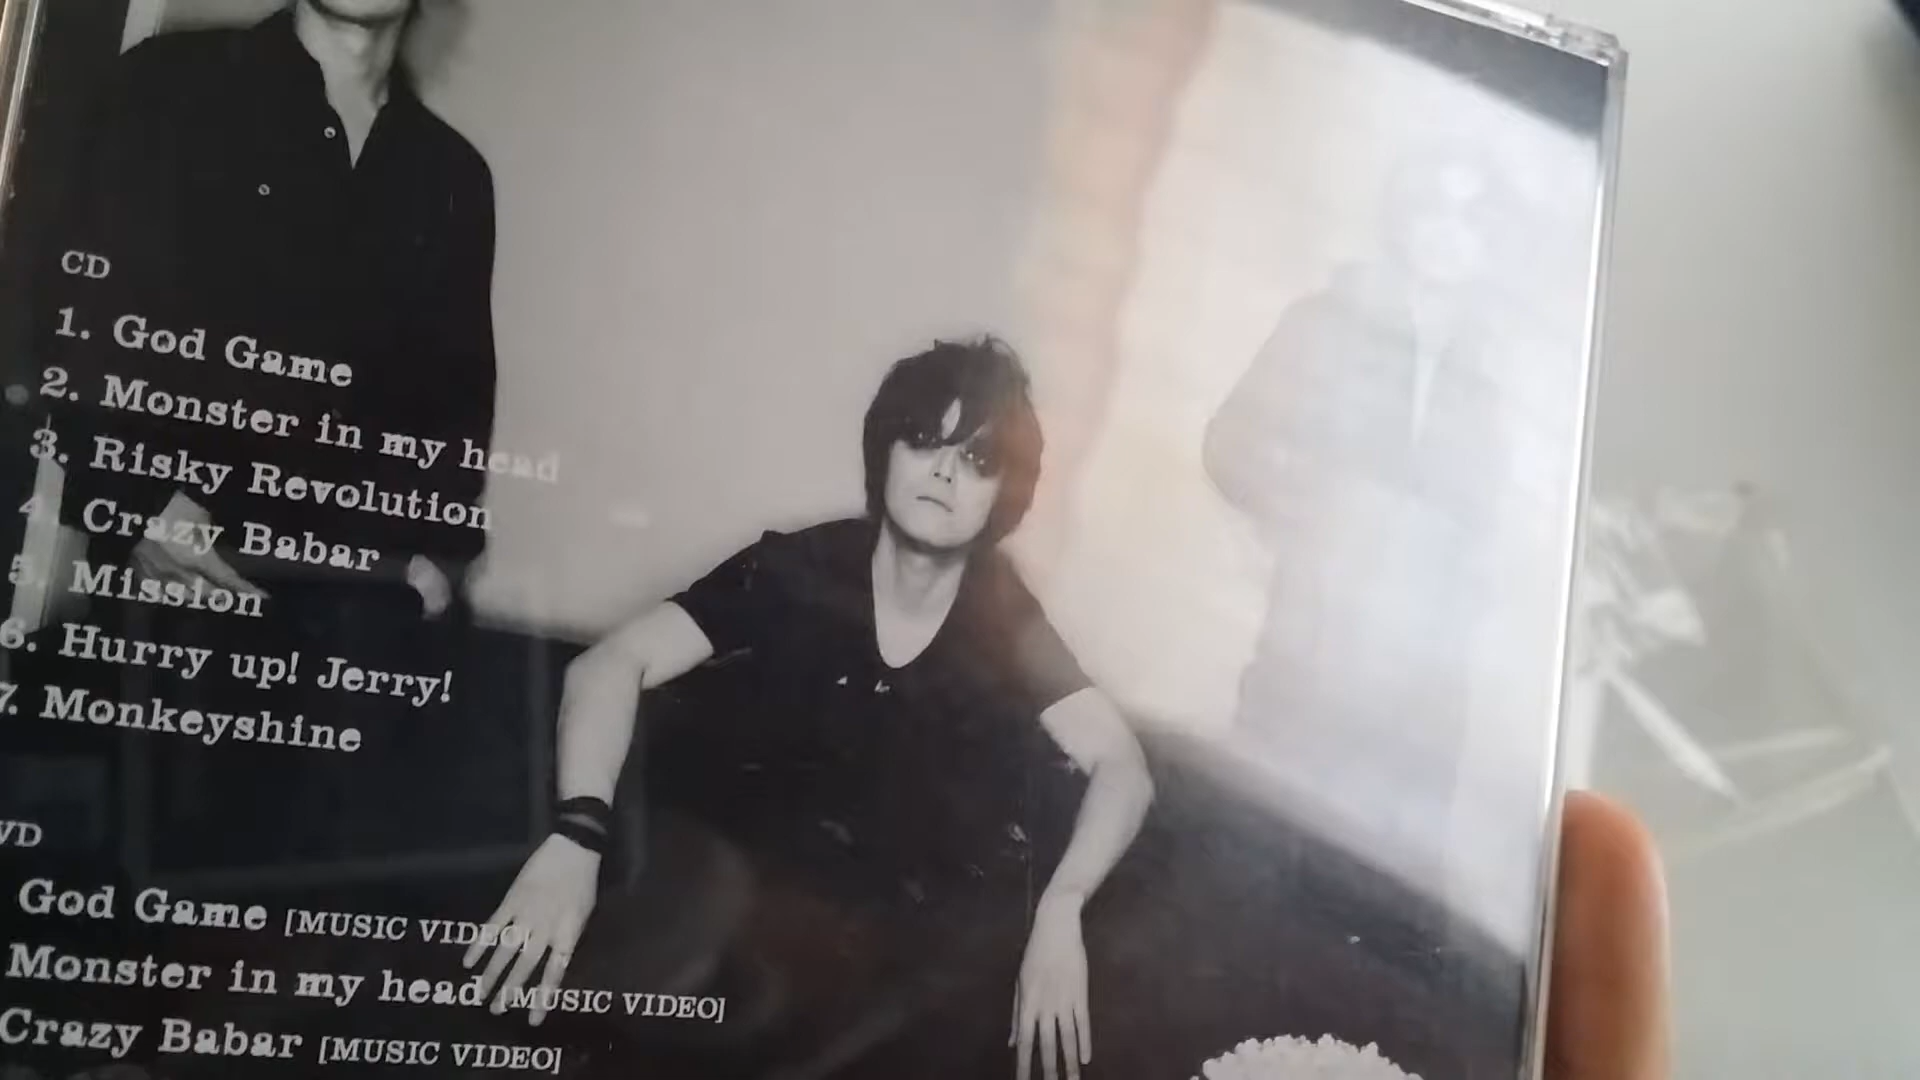 CD
1. God Game
2. Monster in my head
3. Risky Revolution
4. Crazy Babar
5. Mission
6. Hurry up! Jerry!
7. Monkeyshine
VD
God Game [MUSIC VIDEO]
Monster in my head [MUSIC VIDEO]
Crazy Babar [MUSIC VIDEO]